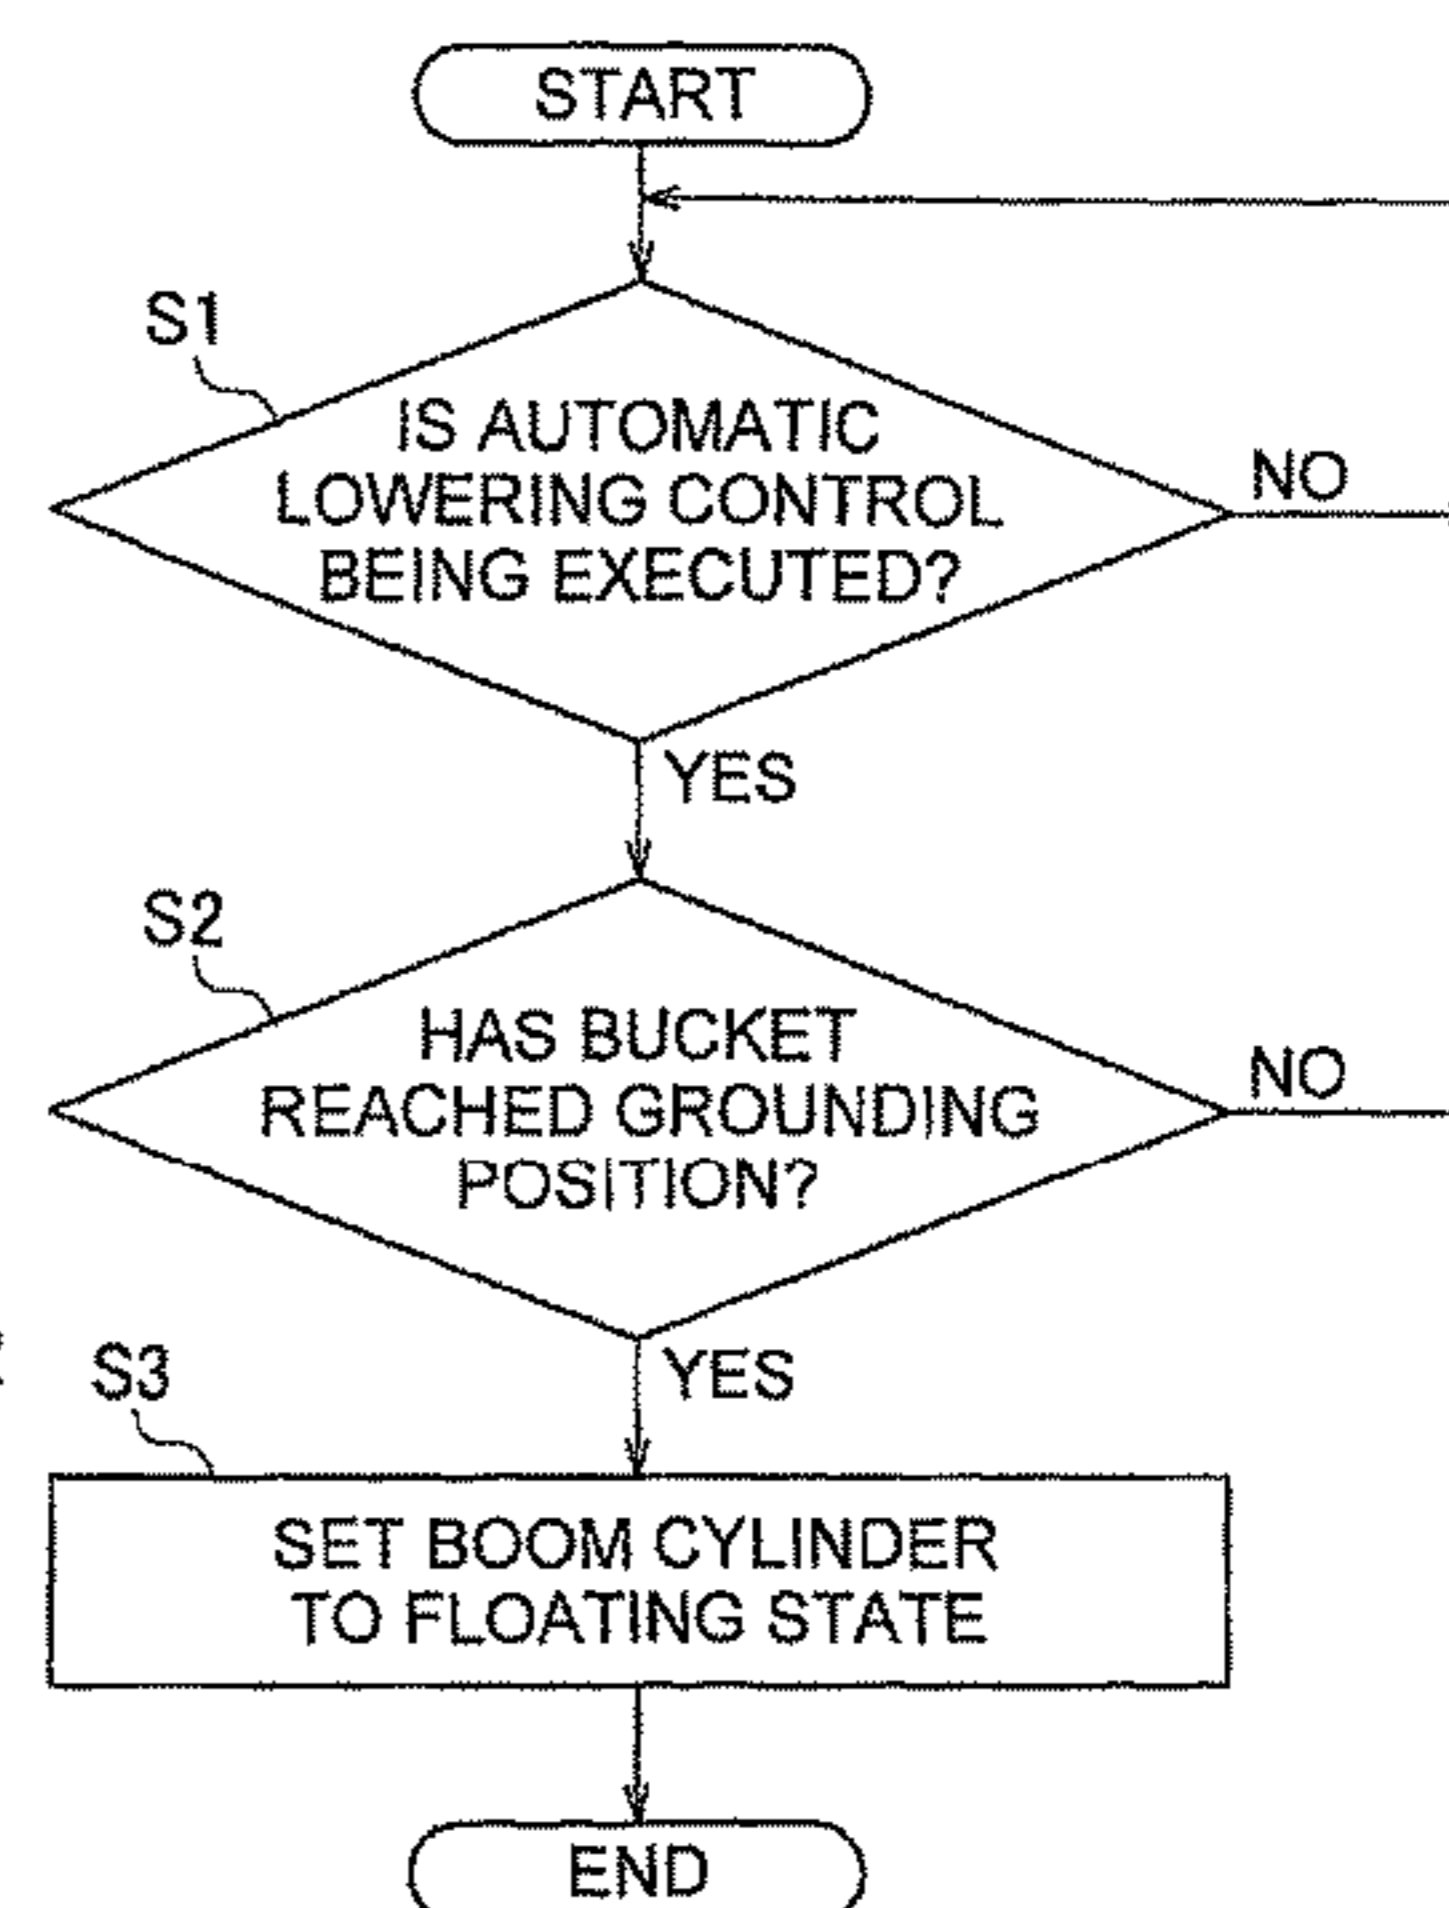 START
S1
IS AUTOMATIC
LOWERING CONTROL
BEING EXECUTED?
NO
YES
S2
HAS BUCKET
REACHED GROUNDING
POSITION?
NO
YES
S3
SET BOOM CYLINDER
TO FLOATING STATE
END